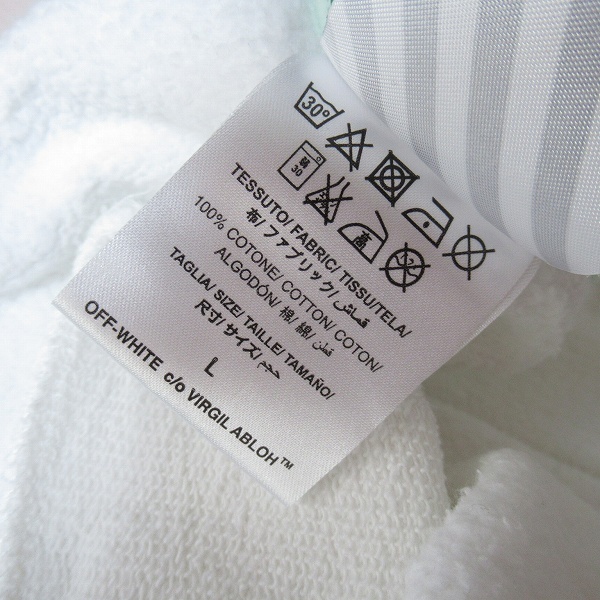 30°
弱
30
TESSUTO/ FABRIC/ TISSU/TELA/
布/ファブリック/ قماش/
100% COTONE/ COTTON/ COTON/
ALGODÓN/ 棉/ 綿/ قطن/
TAGLIA/ SIZE/ TAILLE/ TAMAÑO/
尺寸/ サイズ/ حجم/
L
OFF-WHITE c/o VIRGIL ABLOH™